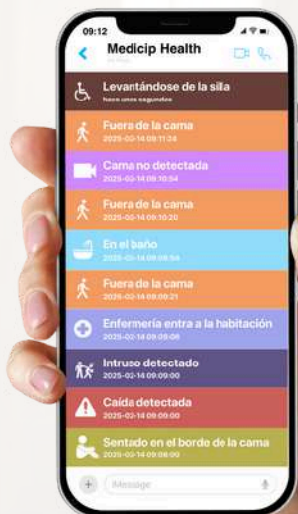 09:12
Medicip Health
Levantándose de la silla
hace unos segundos
Fuera de la cama
2025-02-14 09:11:24
Cama no detectada
2025-02-14 09:10:54
Fuera de la cama
2025-02-14 09:10:20
En el baño
2025-02-14 09:09:54
Fuera de la cama
2025-02-14 09:09:21
Enfermería entra a la habitación
2025-02-14 09:09:06
Intruso detectado
2025-02-14 09:09:00
Caída detectada
2025-02-14 09:09:00
Sentado en el borde de la cama
2025-02-14 09:09:00
iMessage